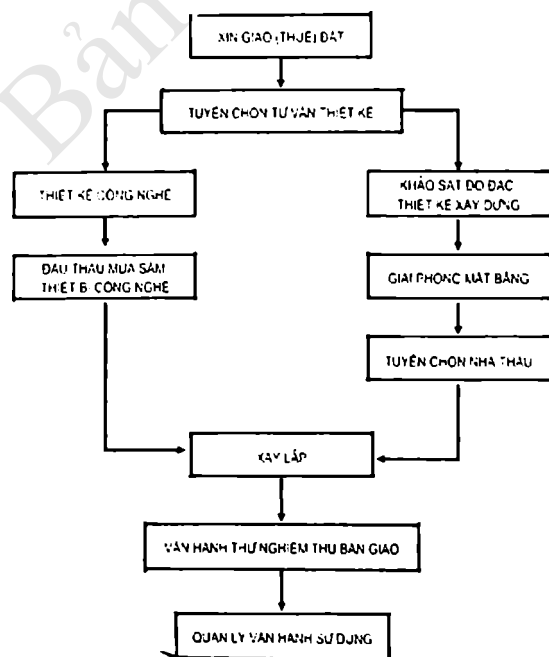 Bản
XIN GIAO (THUÊ) ĐẤT
TUYỂN CHỌN TƯ VẤN THIẾT KẾ
THIẾT KẾ CÔNG NGHỆ
KHẢO SÁT ĐO ĐẠC
THIẾT KẾ XÂY DỰNG
ĐẤU THẦU MUA SẮM
THIẾT BỊ CÔNG NGHỆ
GIẢI PHÓNG MẶT BẰNG
TUYỂN CHỌN NHÀ THẦU
XÂY LẮP
VẬN HÀNH THỬ NGHIỆM THU BÀN GIAO
QUẢN LÝ VẬN HÀNH SỬ DỤNG